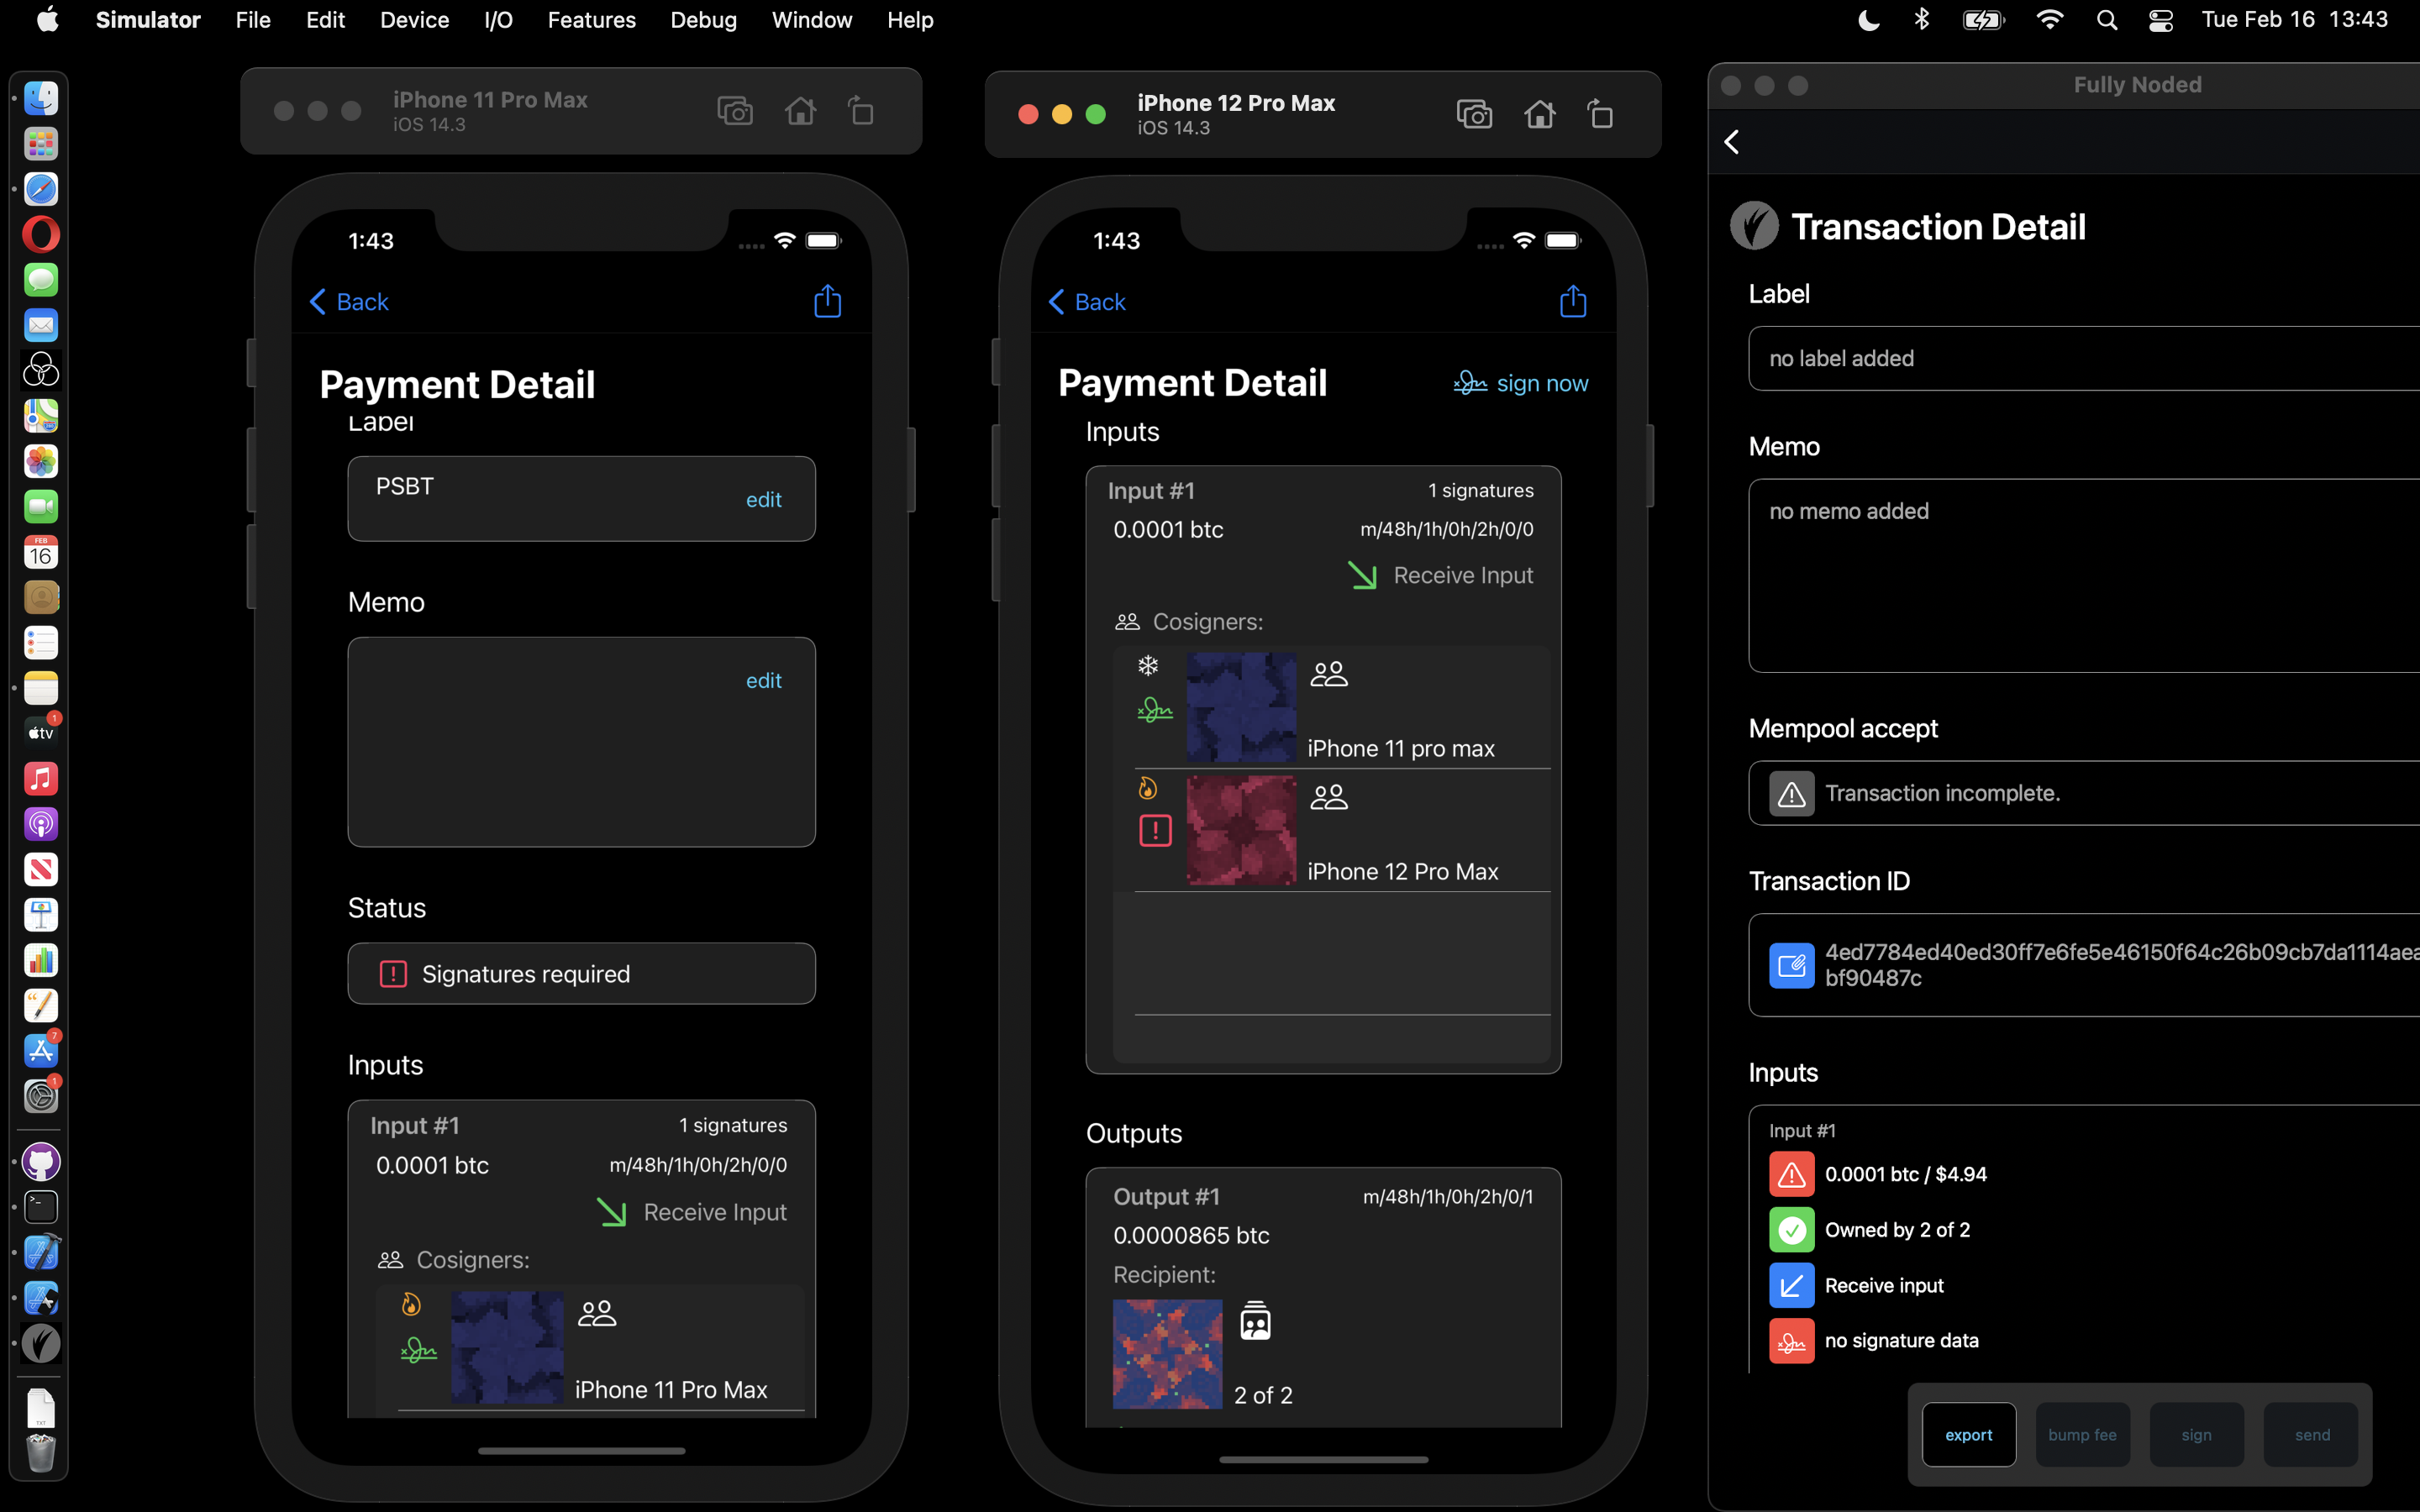 Simulator File Edit Device I/O Features Debug Window Help
Tue Feb 16 13:43
FEB
16
1
tv
7
1
TXT
iPhone 11 Pro Max
iOS 14.3
1:43
Back
Payment Detail
Label
PSBT
edit
Memo
edit
Status
Signatures required
Inputs
Input #1
1 signatures
0.0001 btc
m/48h/1h/0h/2h/0/0
Receive Input
Cosigners:
iPhone 11 Pro Max
iPhone 12 Pro Max
iOS 14.3
1:43
Back
Payment Detail
sign now
Inputs
Input #1
1 signatures
0.0001 btc
m/48h/1h/0h/2h/0/0
Receive Input
Cosigners:
iPhone 11 pro max
iPhone 12 Pro Max
Outputs
Output #1
m/48h/1h/0h/2h/0/1
0.0000865 btc
Recipient:
2 of 2
Fully Noded
Transaction Detail
Label
no label added
Memo
no memo added
Mempool accept
Transaction incomplete.
Transaction ID
4ed7784ed40ed30ff7e6fe5e46150f64c26b09cb7da1114aea
bf90487c
Inputs
Input #1
0.0001 btc / $4.94
Owned by 2 of 2
Receive input
no signature data
export
bump fee
sign
send